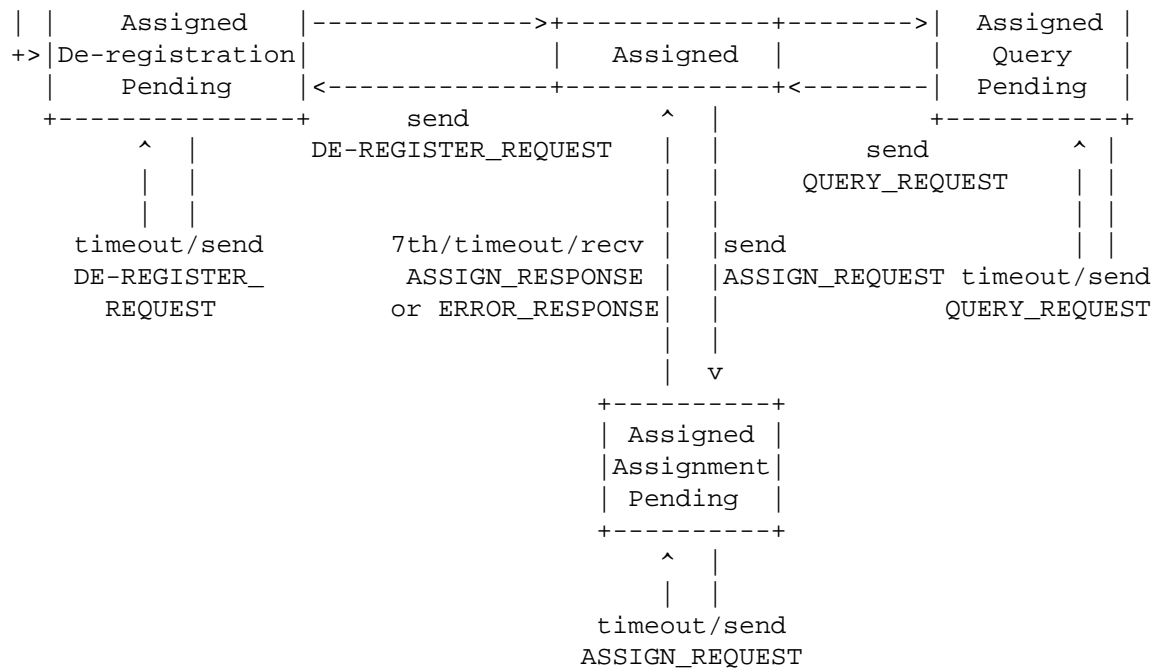 | |    Assigned   |-------------->+-------------+-------->|  Assigned |
+>|De-registration|               |   Assigned  |         |   Query   |
  |    Pending    |<--------------+-------------+<--------|  Pending  |
  +---------------+      send            ^  |             +-----------+
        ^  |       DE-REGISTER_REQUEST   |  |         send         ^ |
        |  |                             |  |     QUERY_REQUEST    | |
        |  |                             |  |                      | |
    timeout/send        7th/timeout/recv |  |send                  | |
    DE-REGISTER_         ASSIGN_RESPONSE |  |ASSIGN_REQUEST timeout/send
      REQUEST           or ERROR_RESPONSE|  |              QUERY_REQUEST
                                         |  |
                                         |  v
                                     +----------+
                                     | Assigned |
                                     |Assignment|
                                     | Pending  |
                                     +----------+
                                         ^  |
                                         |  |
                                     timeout/send
                                    ASSIGN_REQUEST